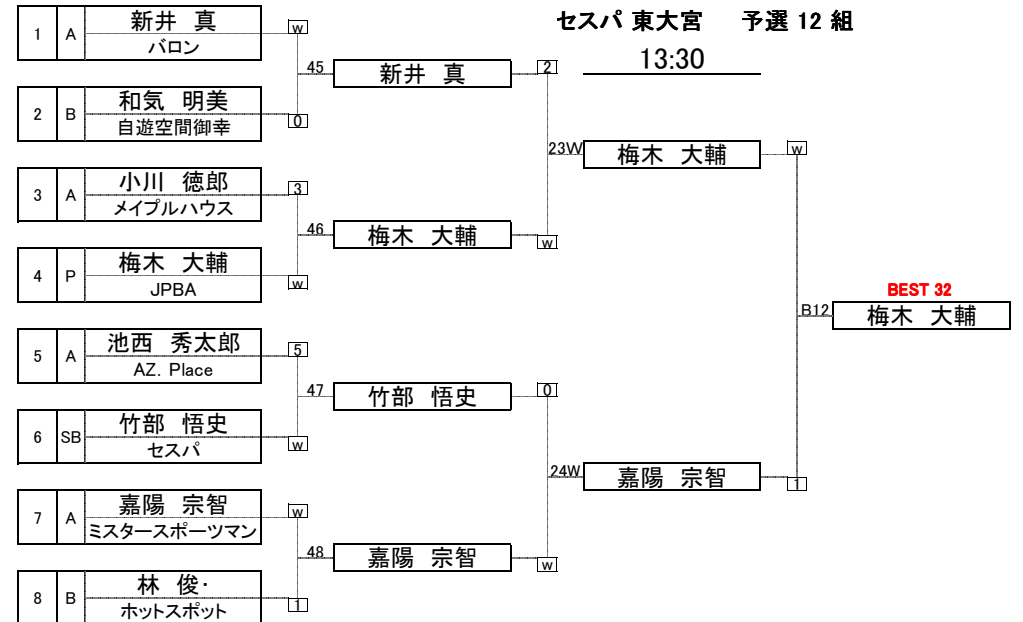 セスパ 東大宮 予選 12 組
13:30
1 A 新井 真
バロン
w
2 B 和気 明美
自遊空間御幸
0
45 新井 真 2
3 A 小川 徳郎
メイプルハウス
3
4 P 梅木 大輔
JPBA
w
46 梅木 大輔 w
23W 梅木 大輔 w
5 A 池西 秀太郎
AZ. Place
5
6 SB 竹部 悟史
セスパ
w
47 竹部 悟史 0
7 A 嘉陽 宗智
ミスタースポーツマン
w
8 B 林 俊･
ホットスポット
1
48 嘉陽 宗智 w
24W 嘉陽 宗智 1
BEST 32
B12 梅木 大輔